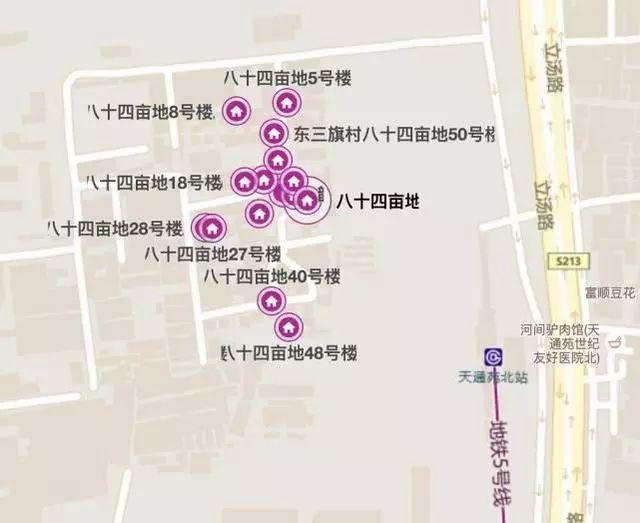 立汤路
八十四亩地5号楼
八十四亩地8号楼
东三旗村八十四亩地50号楼
八十四亩地18号楼
八十四亩地
立汤路
八十四亩地28号楼
八十四亩地27号楼
S213
八十四亩地40号楼
富顺豆花
河间驴肉馆(天
通苑世纪
友好医院北)
八十四亩地48号楼
天通苑北站
地铁5号线